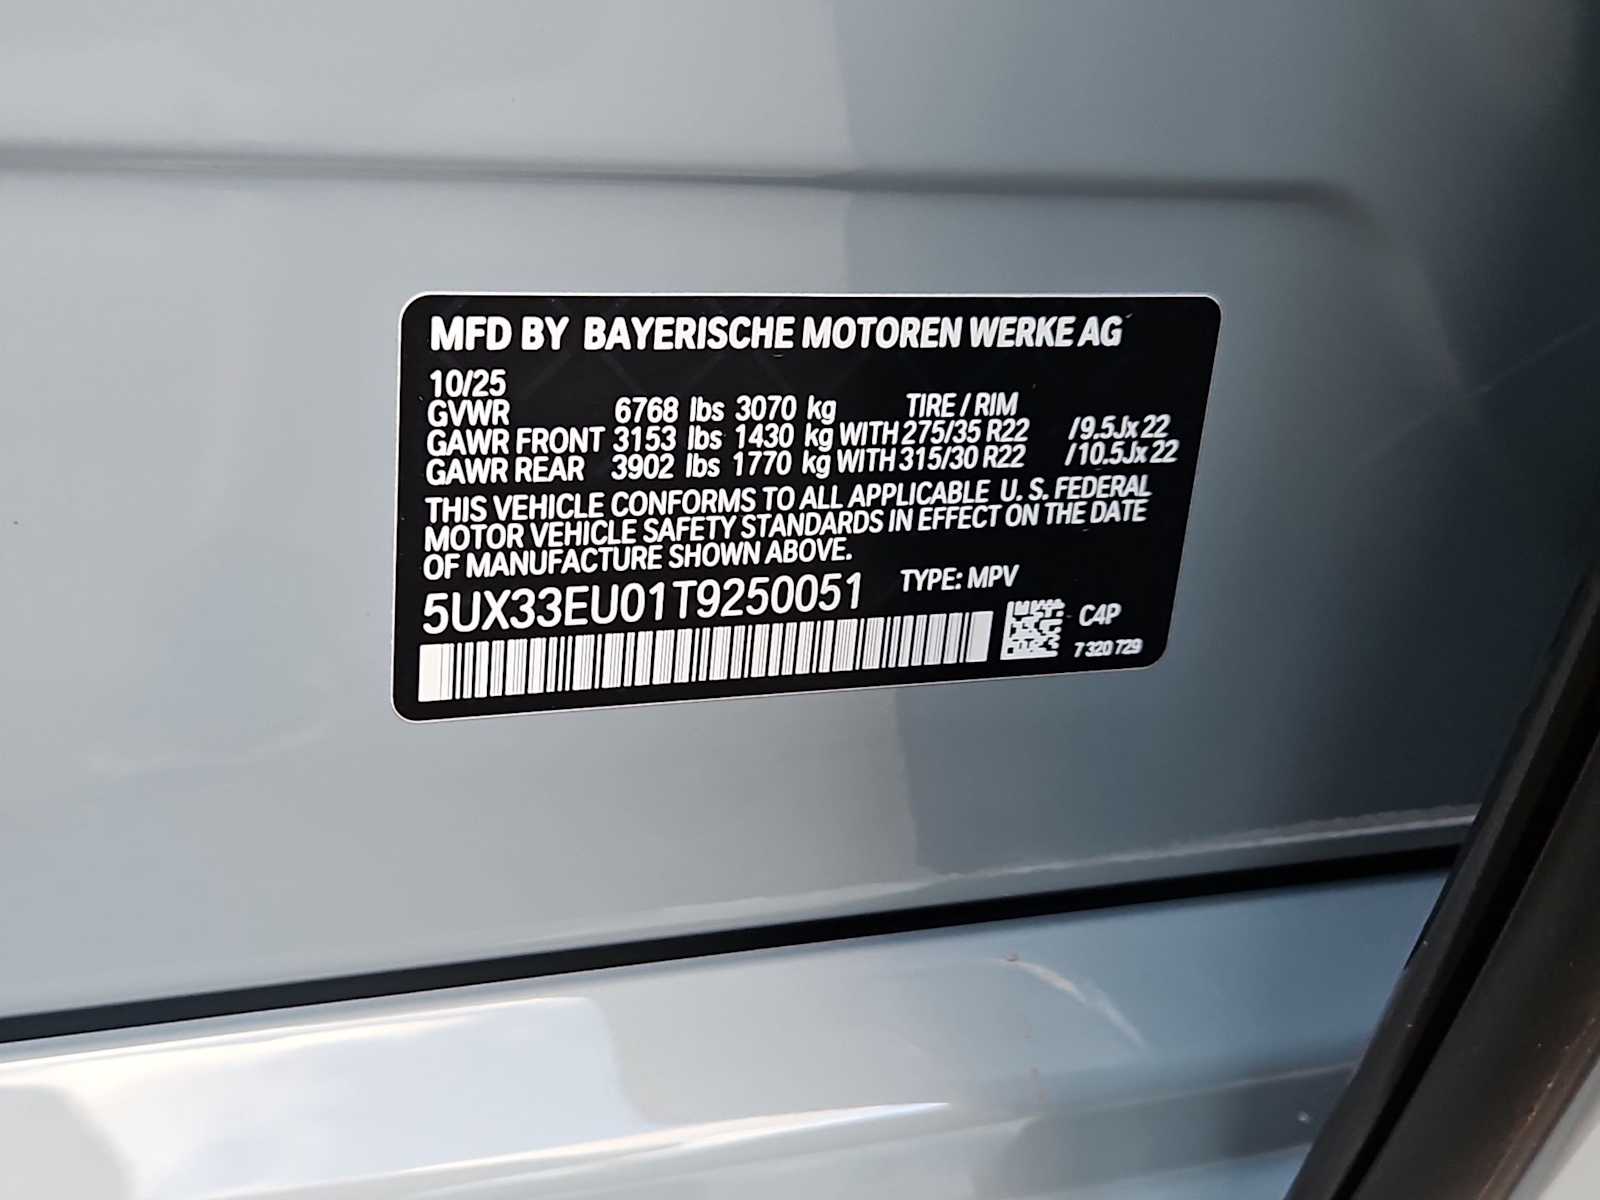 MFD BY BAYERISCHE MOTOREN WERKE AG
10/25
GVWR 6768 lbs 3070 kg TIRE / RIM
GAWR FRONT 3153 lbs 1430 kg WITH 275/35 R22 /9.5Jx22
GAWR REAR 3902 lbs 1770 kg WITH 315/30 R22 /10.5Jx22
THIS VEHICLE CONFORMS TO ALL APPLICABLE U. S. FEDERAL
MOTOR VEHICLE SAFETY STANDARDS IN EFFECT ON THE DATE
OF MANUFACTURE SHOWN ABOVE.
5UX33EU01T9250051 TYPE: MPV
C4P
7 320 729